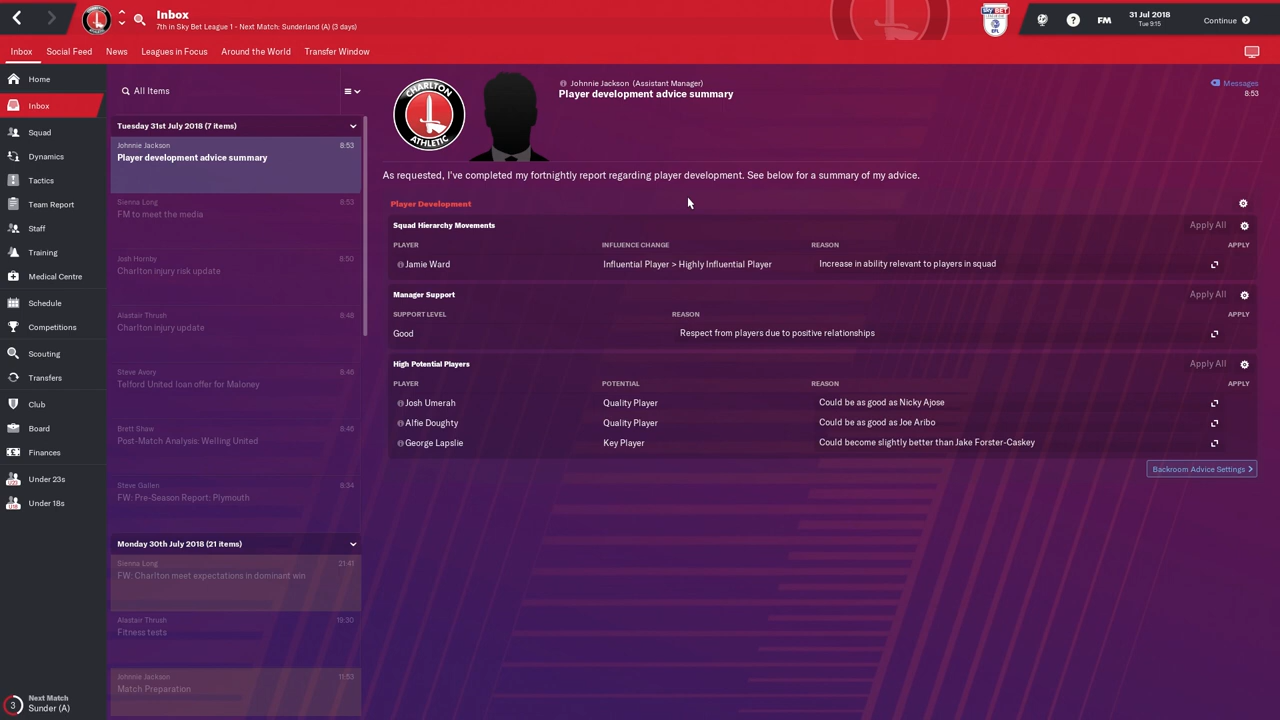 Inbox
7th in Sky Bet League 1 - Next Match: Sunderland (A) (3 days)
SKY BET
EFL
FM
31 Jul 2018
Tue 9:15
Continue
Inbox Social Feed News Leagues in Focus Around the World Transfer Window
Home
Inbox
Squad
Dynamics
Tactics
Team Report
Staff
Training
Medical Centre
Schedule
Competitions
Scouting
Transfers
Club
Board
Finances
Under 23s
Under 18s
3
Next Match
Sunder (A)
All Items
Tuesday 31st July 2018 (7 items)
Johnnie Jackson 8:53
Player development advice summary
Sienna Long 8:53
FM to meet the media
Josh Hornby 8:50
Charlton injury risk update
Alastair Thrush 8:48
Charlton injury update
Steve Avory 8:46
Telford United loan offer for Maloney
Brett Shaw 8:46
Post-Match Analysis: Welling United
Steve Gallen 8:34
FW: Pre-Season Report: Plymouth
Monday 30th July 2018 (21 items)
Sienna Long 21:41
FW: Charlton meet expectations in dominant win
Alastair Thrush 19:30
Fitness tests
Johnnie Jackson 11:53
Match Preparation
CHARLTON
ATHLETIC
Johnnie Jackson (Assistant Manager)
Player development advice summary
Messages
8:53
As requested, I've completed my fortnightly report regarding player development. See below for a summary of my advice.
Player Development
Squad Hierarchy Movements Apply All
PLAYER INFLUENCE CHANGE REASON APPLY
Jamie Ward Influential Player > Highly Influential Player Increase in ability relevant to players in squad
Manager Support Apply All
SUPPORT LEVEL REASON APPLY
Good Respect from players due to positive relationships
High Potential Players Apply All
PLAYER POTENTIAL REASON APPLY
Josh Umerah Quality Player Could be as good as Nicky Ajose
Alfie Doughty Quality Player Could be as good as Joe Aribo
George Lapslie Key Player Could become slightly better than Jake Forster-Caskey
Backroom Advice Settings